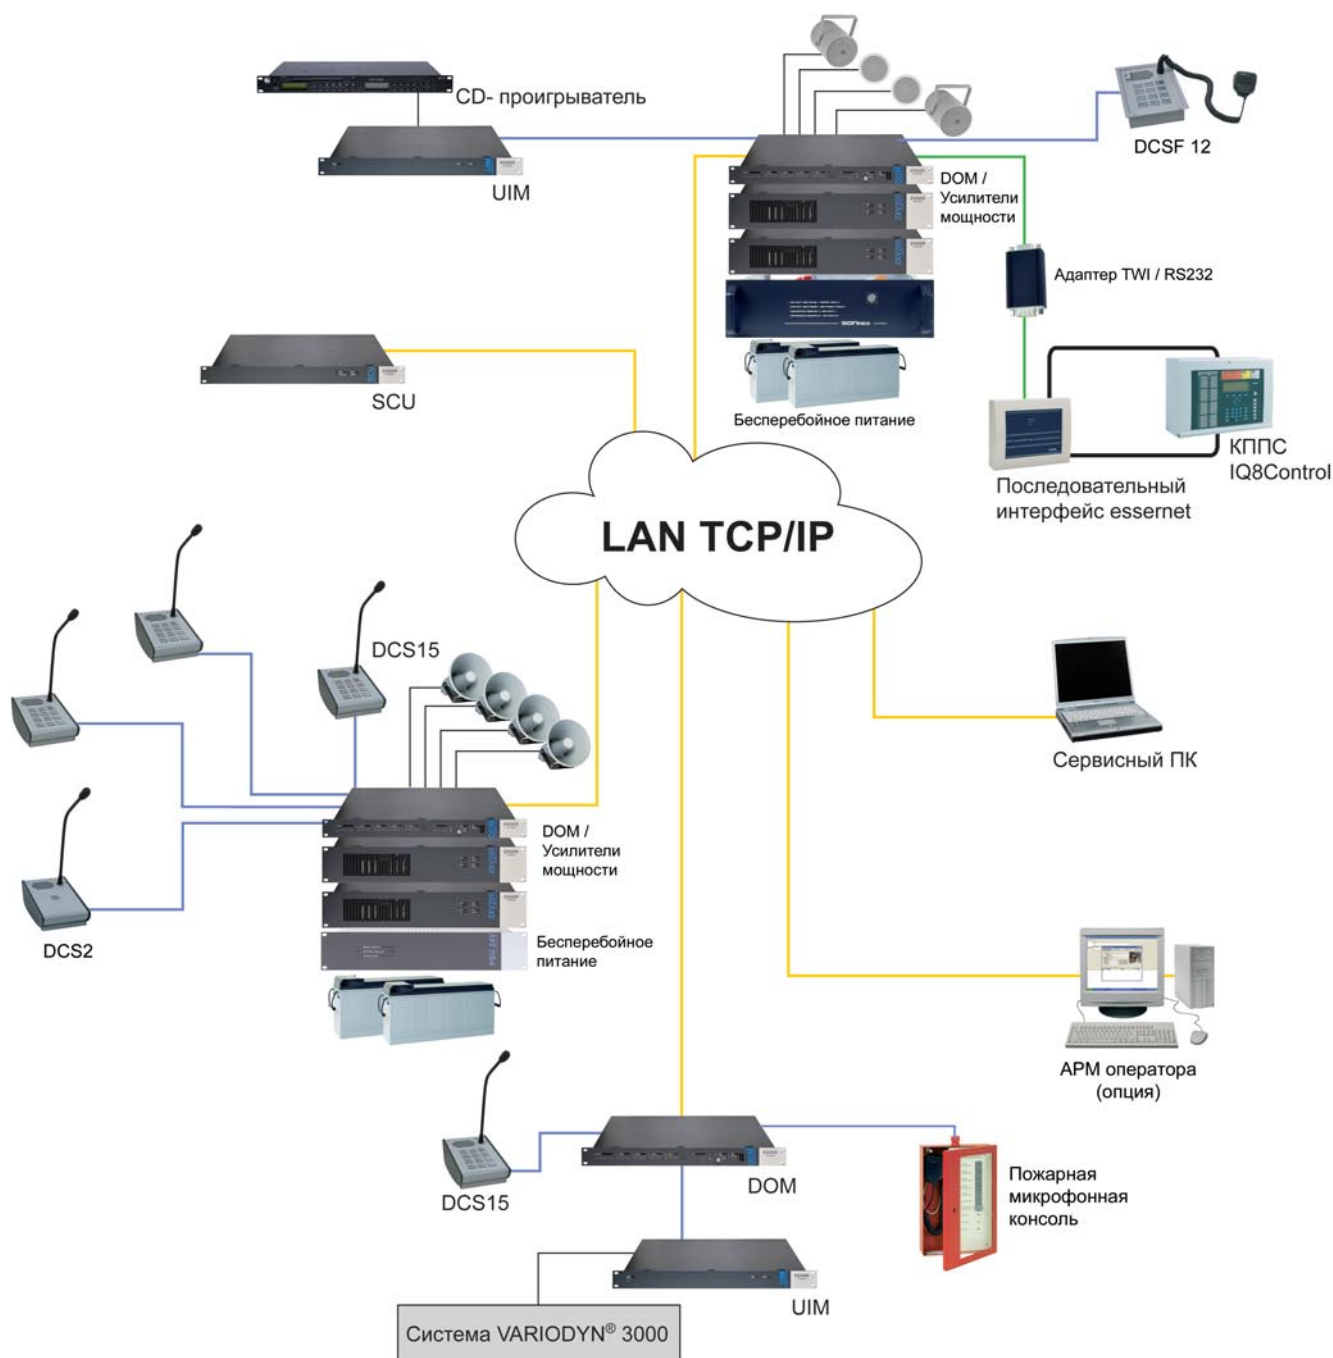 CD- проигрыватель
UIM
DCSF 12
DOM /
Усилители
мощности
Адаптер TWI / RS232
SCU
Бесперебойное питание
КППС
IQ8Control
Последовательный
интерфейс essernet
LAN TCP/IP
DCS15
Сервисный ПК
DOM /
Усилители
мощности
DCS2
Бесперебойное
питание
АРМ оператора
(опция)
DCS15
DOM
Пожарная
микрофонная
консоль
UIM
Система VARIODYN® 3000